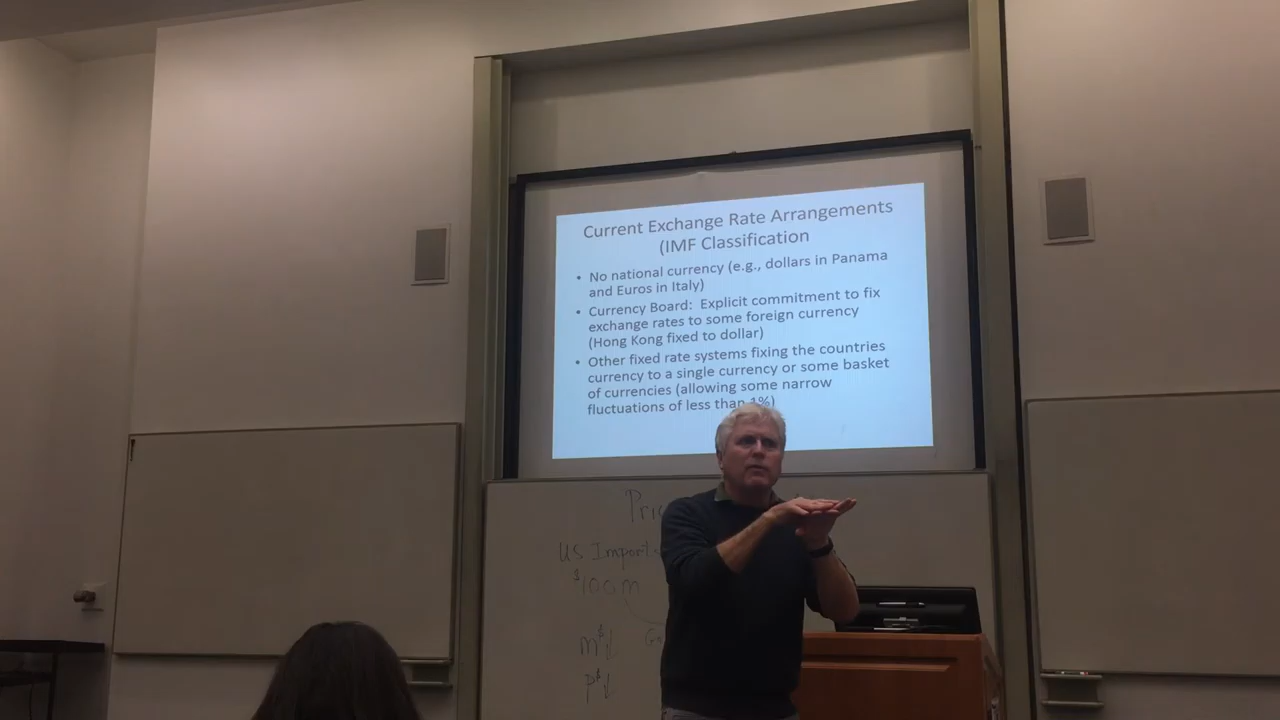 Current Exchange Rate Arrangements
(IMF Classification
• No national currency (e.g., dollars in Panama
and Euros in Italy)
• Currency Board: Explicit commitment to fix
exchange rates to some foreign currency
(Hong Kong fixed to dollar)
• Other fixed rate systems fixing the countries
currency to a single currency or some basket
of currencies (allowing some narrow
fluctuations of less than 1%)
US Imports
$100m
m$↓
P$↓